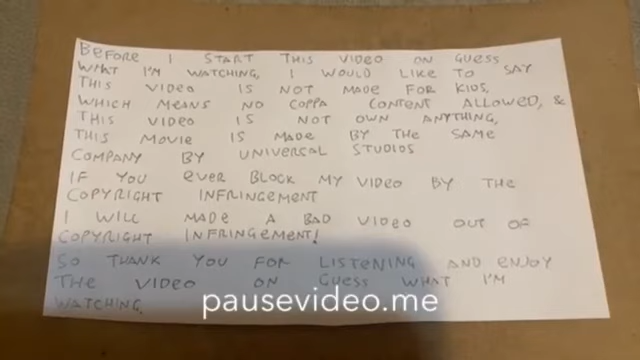 BEFORE I START THIS VIDEO ON GUESS
WHAT I'M WATCHING, I WOULD LIKE TO SAY
THIS VIDEO IS NOT MADE FOR KIDS,
WHICH MEANS NO COPPA CONTENT ALLOWED, &
THIS VIDEO IS NOT OWN ANYTHING,
THIS MOVIE IS MADE BY THE SAME
COMPANY BY UNIVERSAL STUDIOS
IF YOU EVER BLOCK MY VIDEO BY THE
COPYRIGHT INFRINGEMENT
I WILL MADE A BAD VIDEO OUT OF
COPYRIGHT INFRINGEMENT!
SO THANK YOU FOR LISTENING AND ENJOY
THE VIDEO ON GUESS WHAT I'M
WATCHING.
pausevideo.me